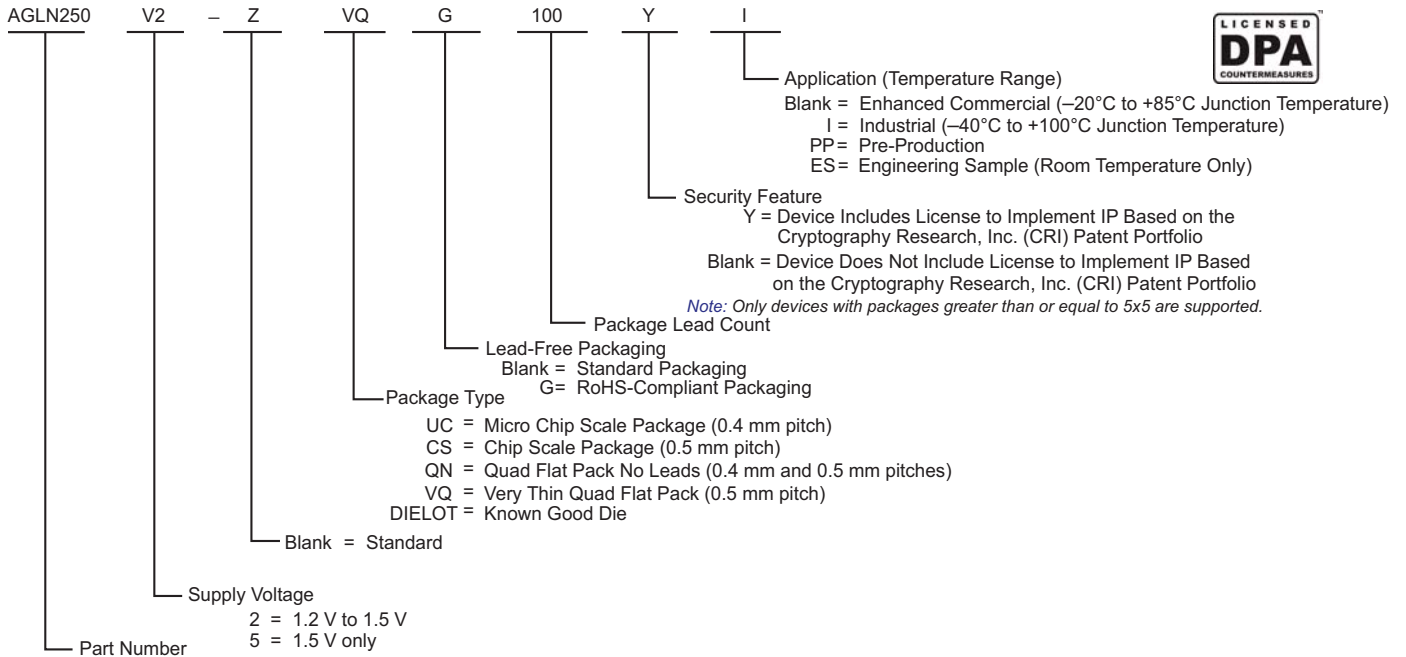 AGLN250 V2 – Z VQ G 100 Y I
LICENSED
DPA
COUNTERMEASURES
™
Application (Temperature Range)
Blank = Enhanced Commercial (–20°C to +85°C Junction Temperature)
I = Industrial (–40°C to +100°C Junction Temperature)
PP= Pre-Production
ES= Engineering Sample (Room Temperature Only)
Security Feature
Y = Device Includes License to Implement IP Based on the
Cryptography Research, Inc. (CRI) Patent Portfolio
Blank = Device Does Not Include License to Implement IP Based
on the Cryptography Research, Inc. (CRI) Patent Portfolio
Note: Only devices with packages greater than or equal to 5x5 are supported.
Package Lead Count
Lead-Free Packaging
Blank = Standard Packaging
G= RoHS-Compliant Packaging
Package Type
UC = Micro Chip Scale Package (0.4 mm pitch)
CS = Chip Scale Package (0.5 mm pitch)
QN = Quad Flat Pack No Leads (0.4 mm and 0.5 mm pitches)
VQ = Very Thin Quad Flat Pack (0.5 mm pitch)
DIELOT = Known Good Die
Blank = Standard
Supply Voltage
2 = 1.2 V to 1.5 V
5 = 1.5 V only
Part Number